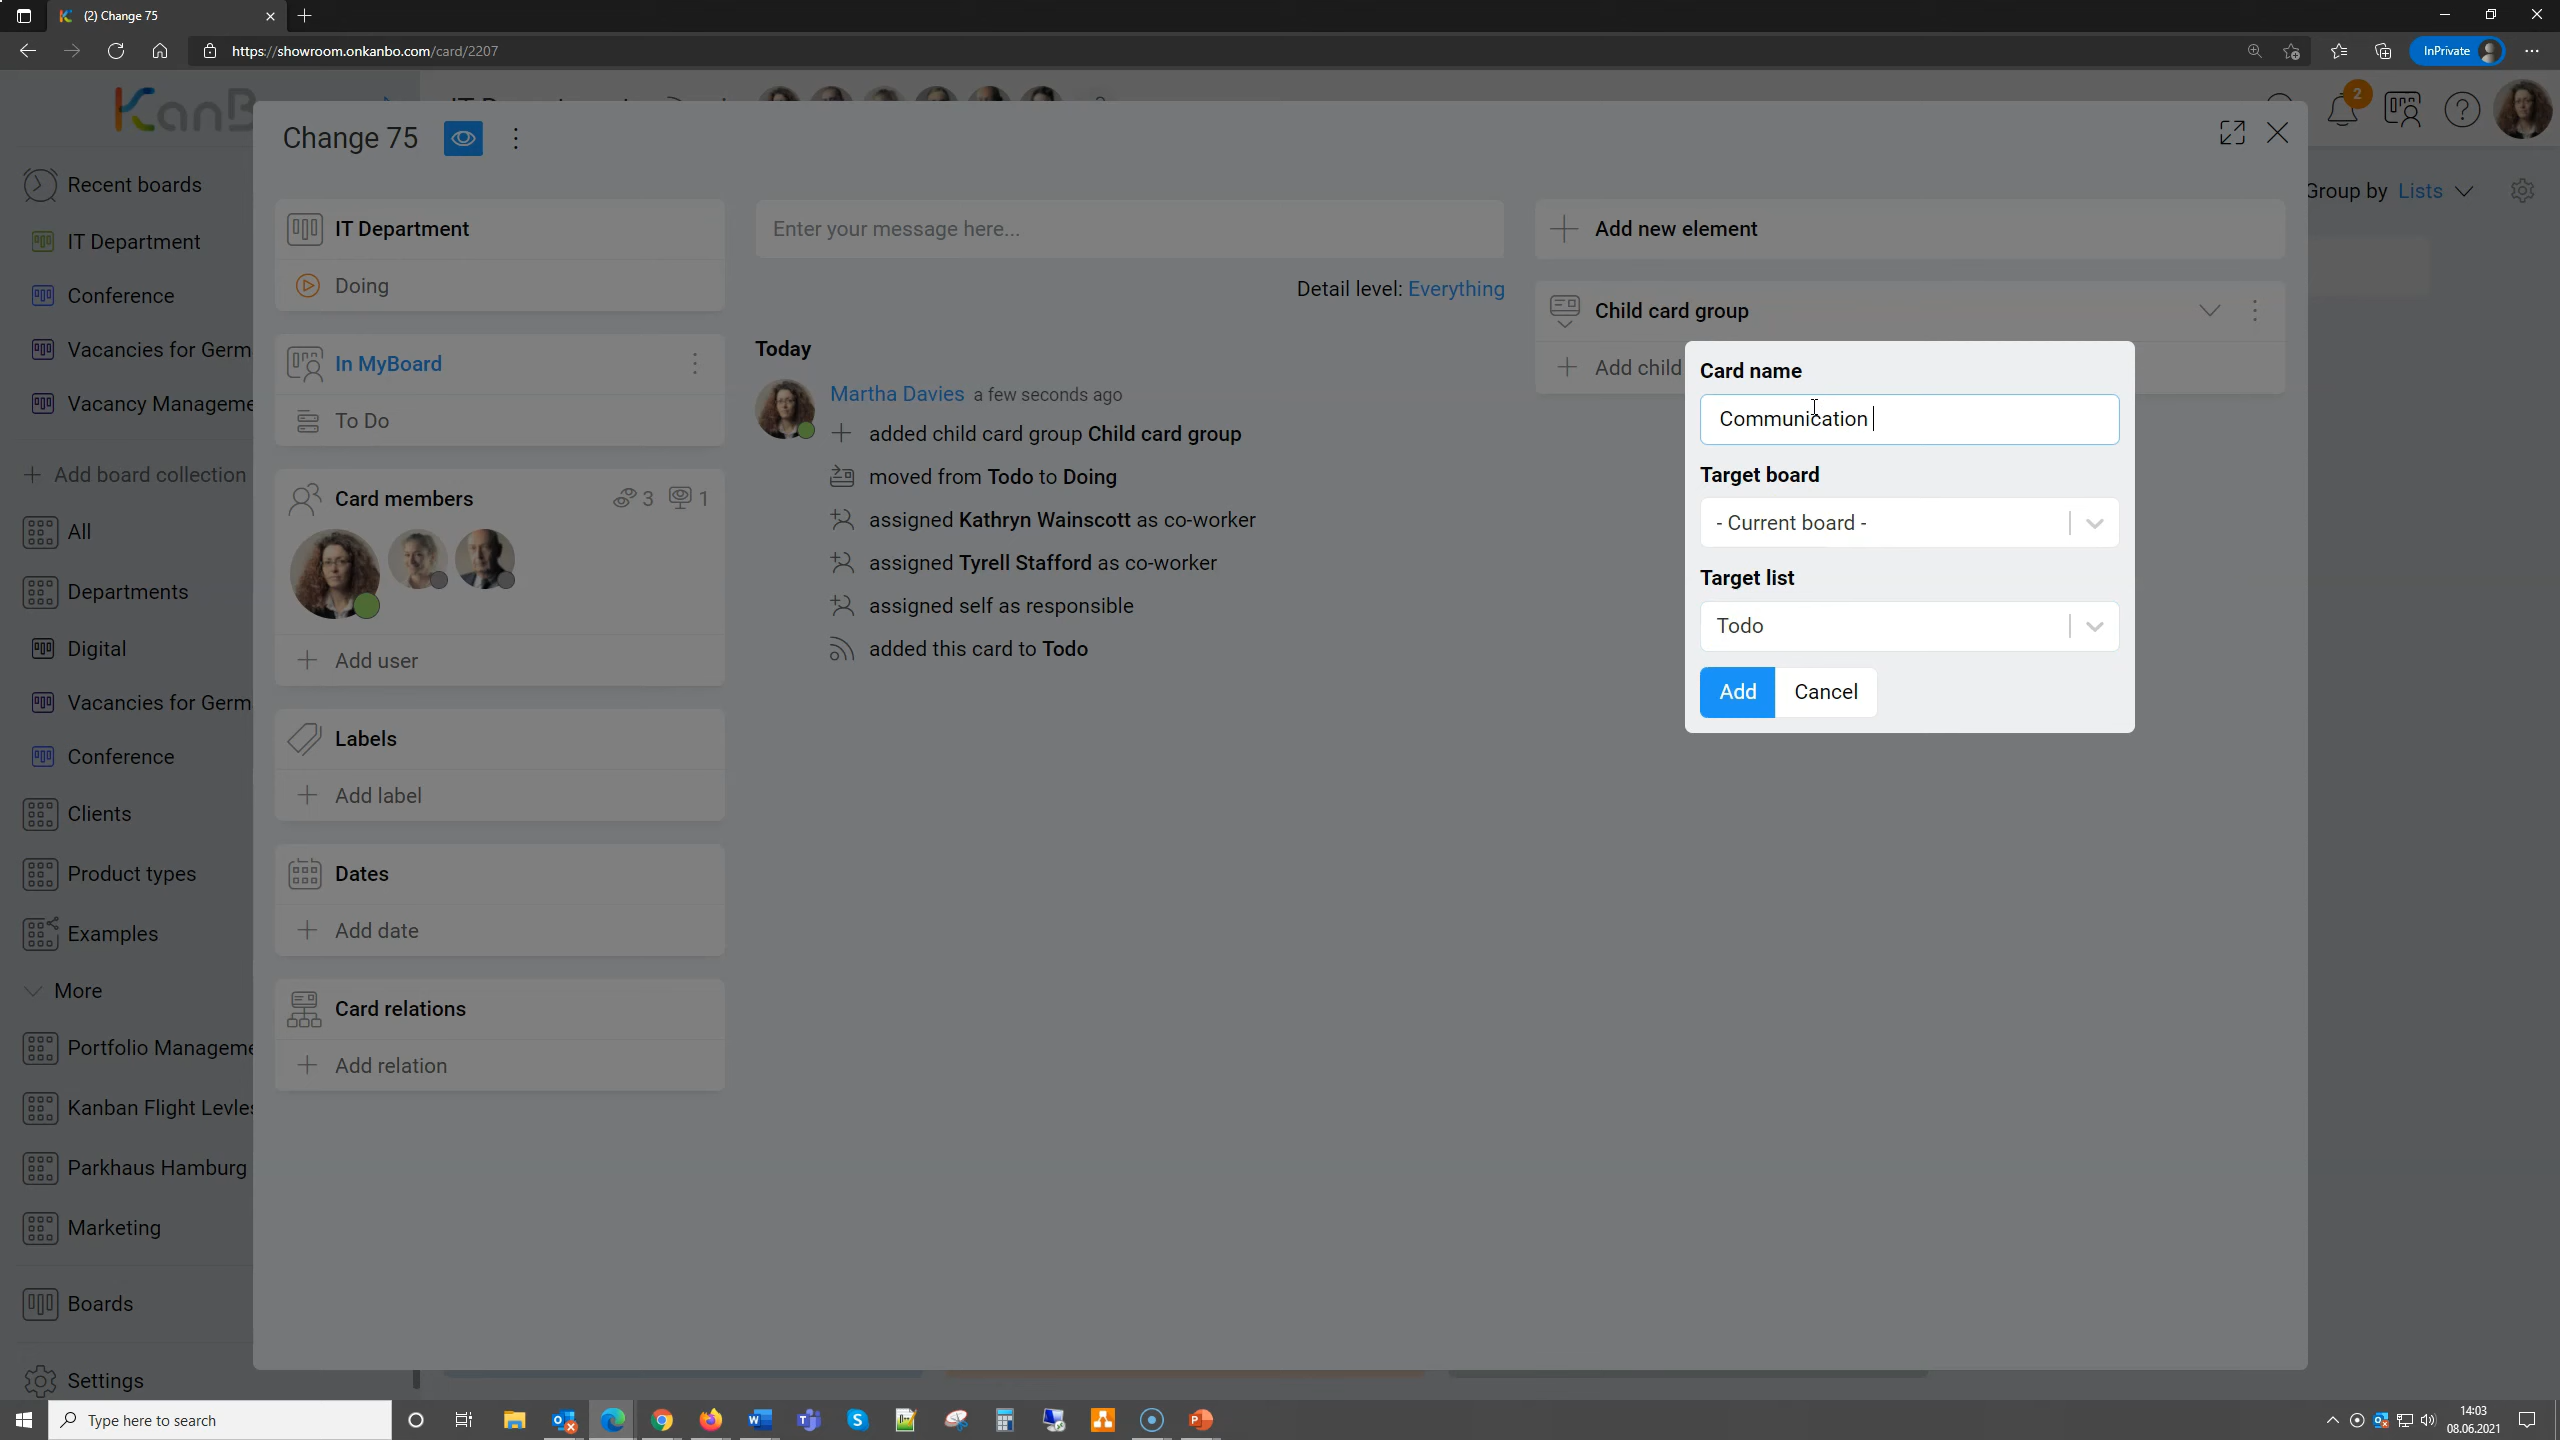 (2) Change 75
https://showroom.onkanbo.com/card/2207
InPrivate
KanB
2
Change 75
Recent boards
IT Department
Conference
Vacancies for Germ
Vacancy Manageme
Add board collection
All
Departments
Digital
Vacancies for Germ
Conference
Clients
Product types
Examples
More
Portfolio Manageme
Kanban Flight Levles
Parkhaus Hamburg
Marketing
Boards
Settings
IT Department
Doing
In MyBoard
To Do
Card members
3
1
Add user
Labels
Add label
Dates
Add date
Card relations
Add relation
Enter your message here...
Detail level: Everything
Today
Martha Davies a few seconds ago
added child card group Child card group
moved from Todo to Doing
assigned Kathryn Wainscott as co-worker
assigned Tyrell Stafford as co-worker
assigned self as responsible
added this card to Todo
Add new element
Child card group
Add child
Card name
Communication
Target board
- Current board -
Target list
Todo
Add
Cancel
Group by Lists
Type here to search
14:03
08.06.2021